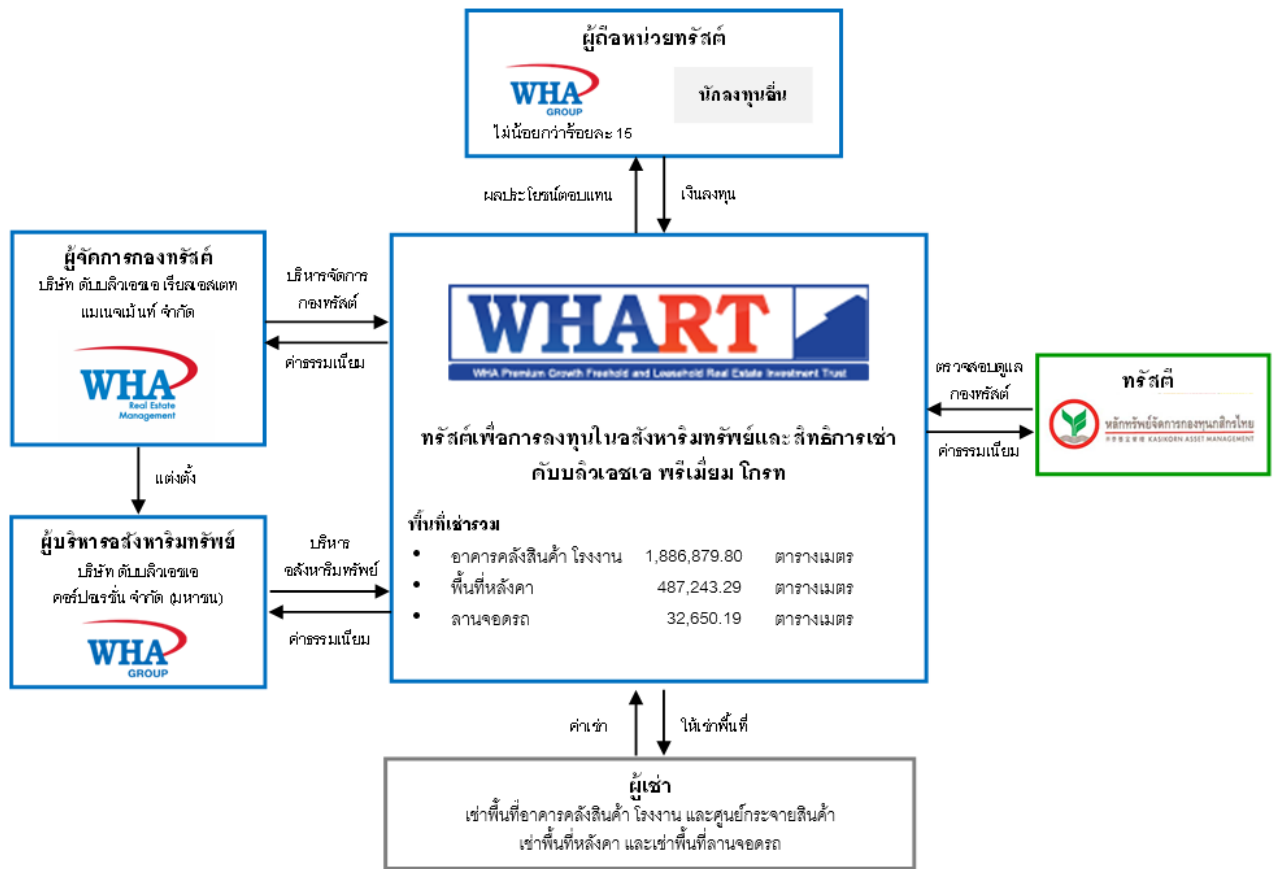 ผู้ถือหน่วยทรัสต์
WHA
GROUP
นักลงทุนอื่น
ไม่น้อยกว่าร้อยละ 15
ผลประโยชน์ตอบแทน
เงินลงทุน
ผู้จัดการกองทรัสต์
บริษัท ดับบลิวเอชเอ เรียลเอสเตท
แมเนจเม้นท์ จำกัด
WHA
Real Estate
Management
บริหารจัดการ
กองทรัสต์
ค่าธรรมเนียม
WHART
WHA Premium Growth Freehold and Leasehold Real Estate Investment Trust
ทรัสต์เพื่อการลงทุนในอสังหาริมทรัพย์และสิทธิการเช่า
ดับบลิวเอชเอ พรีเมี่ยม โกรท
พื้นที่เช่ารวม
• อาคารคลังสินค้า โรงงาน 1,886,879.80 ตารางเมตร
• พื้นที่หลังคา 487,243.29 ตารางเมตร
• ลานจอดรถ 32,650.19 ตารางเมตร
ตรวจสอบดูแล
กองทรัสต์
ค่าธรรมเนียม
ทรัสตี
หลักทรัพย์จัดการกองทุนกสิกรไทย
KASIKORN ASSET MANAGEMENT
แต่งตั้ง
ผู้บริหารอสังหาริมทรัพย์
บริษัท ดับบลิวเอชเอ
คอร์ปอเรชั่น จำกัด (มหาชน)
WHA
GROUP
บริหาร
อสังหาริมทรัพย์
ค่าธรรมเนียม
ค่าเช่า
ให้เช่าพื้นที่
ผู้เช่า
เช่าพื้นที่อาคารคลังสินค้า โรงงาน และศูนย์กระจายสินค้า
เช่าพื้นที่หลังคา และเช่าพื้นที่ลานจอดรถ